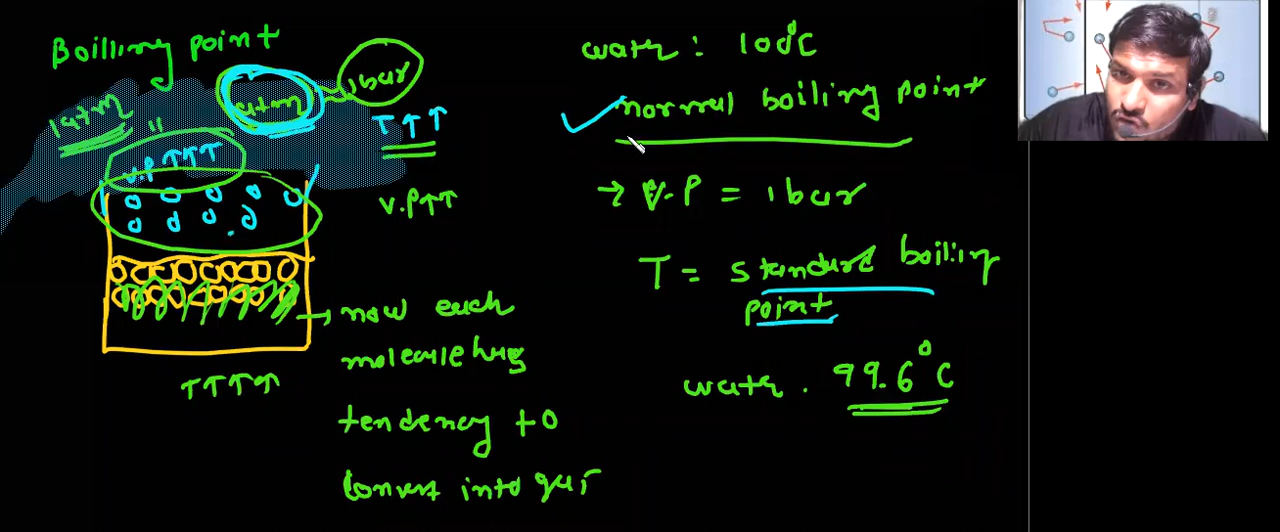 Boilling point
1atm
"
1atm ~ 1bar
↑↑↑
V.P ↑↑↑
V.P↑↑
→ now each
molecule has
tendency to
Convert into gas
↑↑↑↑↑
water : 100°C
✓ normal boiling point
→ V.P = 1bar
T = standard boiling
point
water . 99.6°C